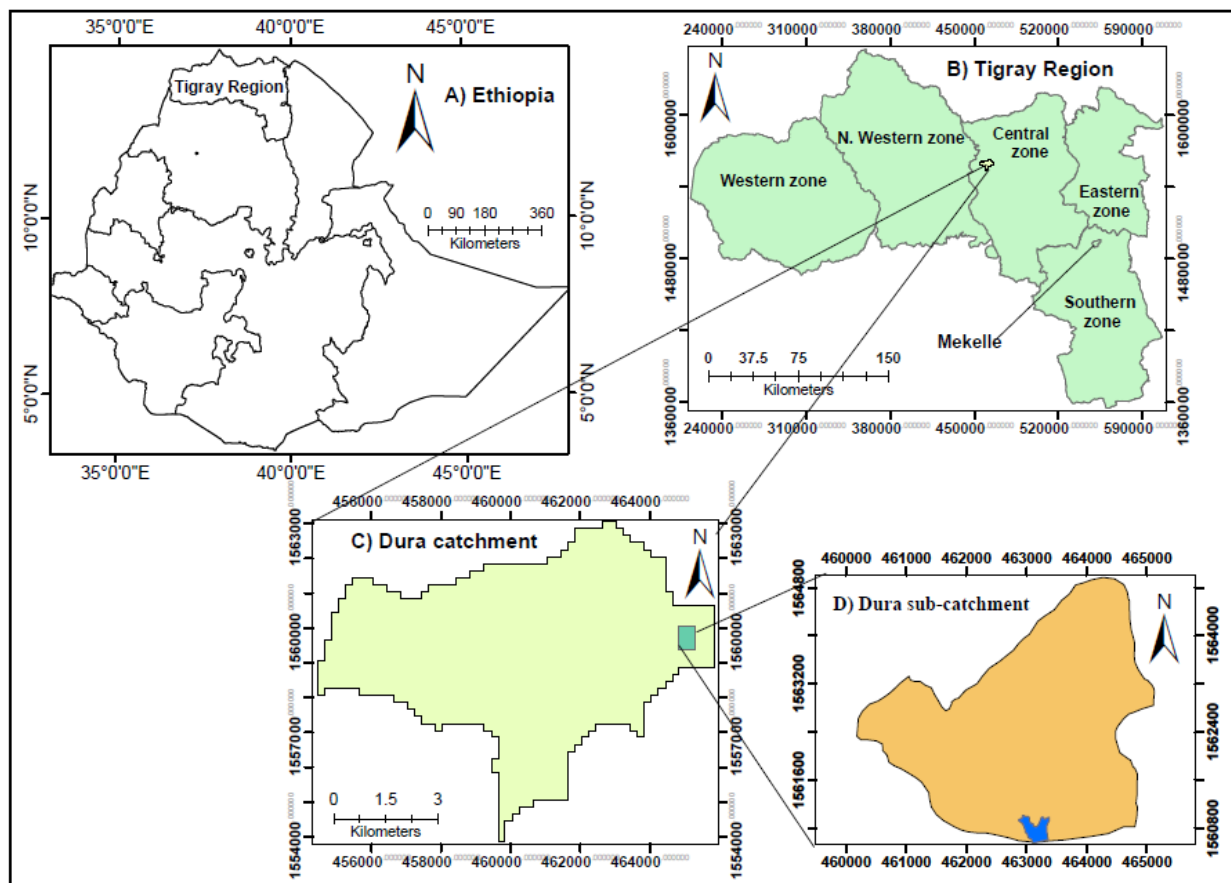 35°0'0"E 40°0'0"E 45°0'0"E
Tigray Region
N
A) Ethiopia
10°0'0"N
10°0'0"N
0 90 180 360
Kilometers
5°0'0"N
5°0'0"N
35°0'0"E 40°0'0"E 45°0'0"E
240000 310000 380000 450000 520000 590000
N
B) Tigray Region
1600000
1600000
N. Western zone
Central
zone
Western zone
Eastern
zone
1480000
1480000
Southern
zone
Mekelle
0 37.5 75 150
Kilometers
1360000
1360000
240000 310000 380000 450000 520000 590000
456000 458000 460000 462000 464000
1563000
1563000
C) Dura catchment
N
1560000
1560000
1557000
1557000
0 1.5 3
Kilometers
1554000
1554000
456000 458000 460000 462000 464000
460000 461000 462000 463000 464000 465000
1564800
D) Dura sub-catchment
N
1564000
1563200
1562400
1561600
1560800
460000 461000 462000 463000 464000 465000